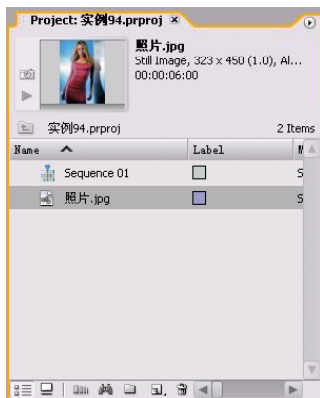 Project: 实例94.prproj ×
照片.jpg
Still Image, 323 x 450 (1.0), Al...
00:00:06:00
实例94.prproj 2 Items
Name Label
Sequence 01 S
照片.jpg S